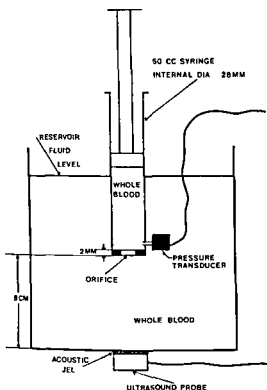 50 CC SYRINGE
INTERNAL DIA 28MM
RESERVOIR
FLUID
LEVEL
WHOLE
BLOOD
2MM
ORIFICE
PRESSURE
TRANSDUCER
8CM
WHOLE BLOOD
ACOUSTIC
JEL
ULTRASOUND PROBE